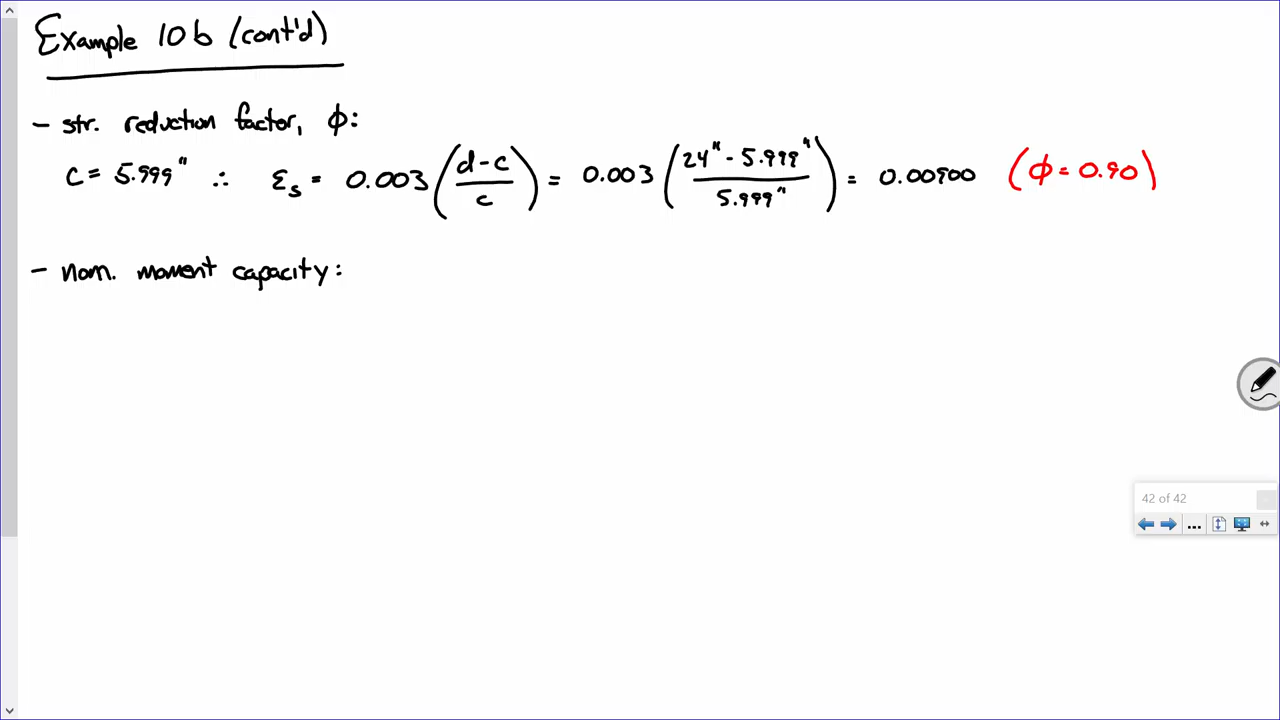 Example 10b (cont'd)
- str. reduction factor, ϕ:
c = 5.999" ∴ εs = 0.003 (d-c / c) = 0.003 (24" - 5.999" / 5.999") = 0.00900 (ϕ = 0.90)
- nom. moment capacity:
42 of 42
...